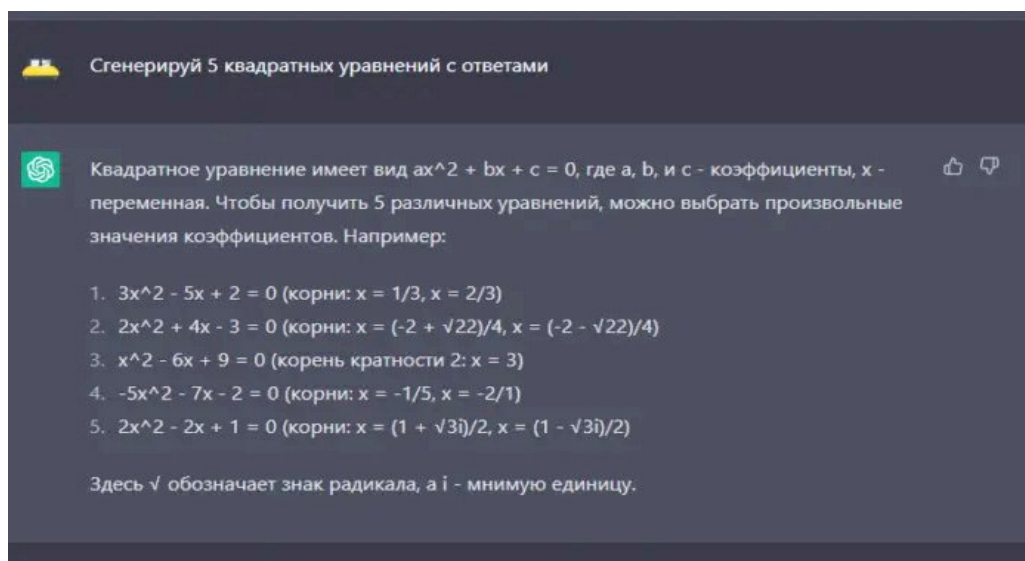 Сгенерируй 5 квадратных уравнений с ответами
Квадратное уравнение имеет вид ax^2 + bx + c = 0, где a, b, и c - коэффициенты, x -
переменная. Чтобы получить 5 различных уравнений, можно выбрать произвольные
значения коэффициентов. Например:
1. 3x^2 - 5x + 2 = 0 (корни: x = 1/3, x = 2/3)
2. 2x^2 + 4x - 3 = 0 (корни: x = (-2 + √22)/4, x = (-2 - √22)/4)
3. x^2 - 6x + 9 = 0 (корень кратности 2: x = 3)
4. -5x^2 - 7x - 2 = 0 (корни: x = -1/5, x = -2/1)
5. 2x^2 - 2x + 1 = 0 (корни: x = (1 + √3i)/2, x = (1 - √3i)/2)
Здесь √ обозначает знак радикала, а i - мнимую единицу.